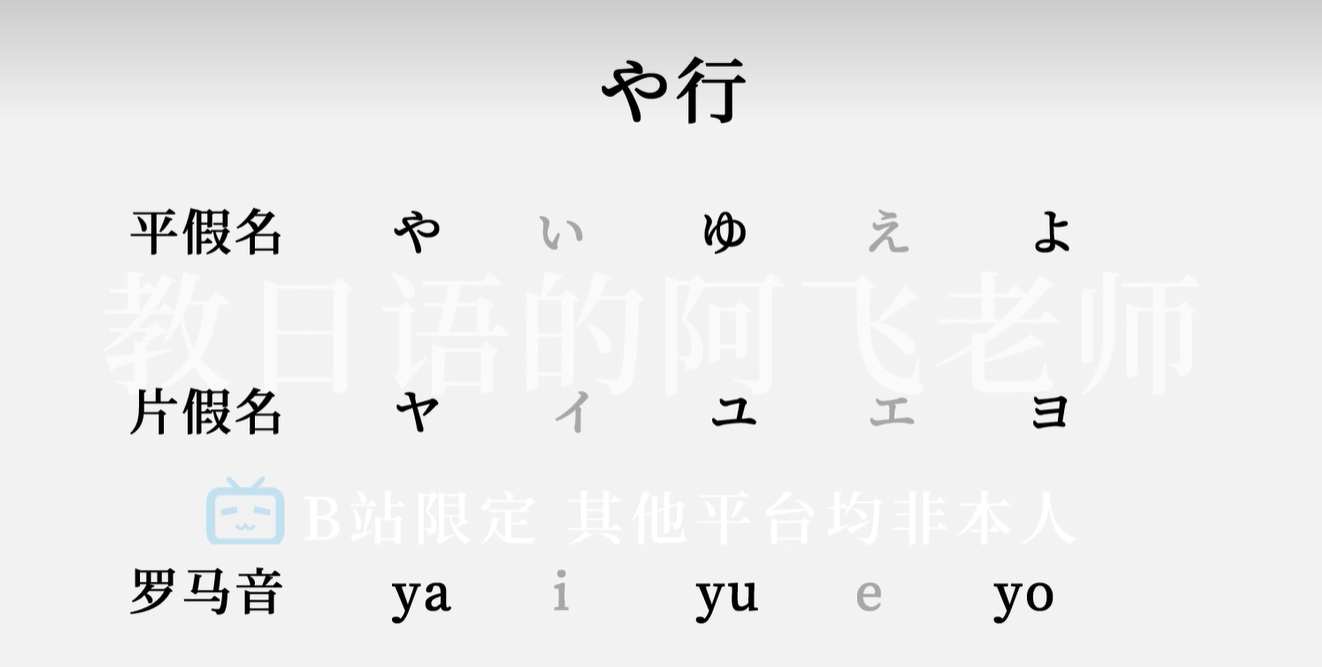 や行
平假名 や い ゆ え よ
教日语的阿飞老师
片假名 ヤ イ ユ エ ヨ
B站限定 其他平台均非本人
罗马音 ya i yu e yo